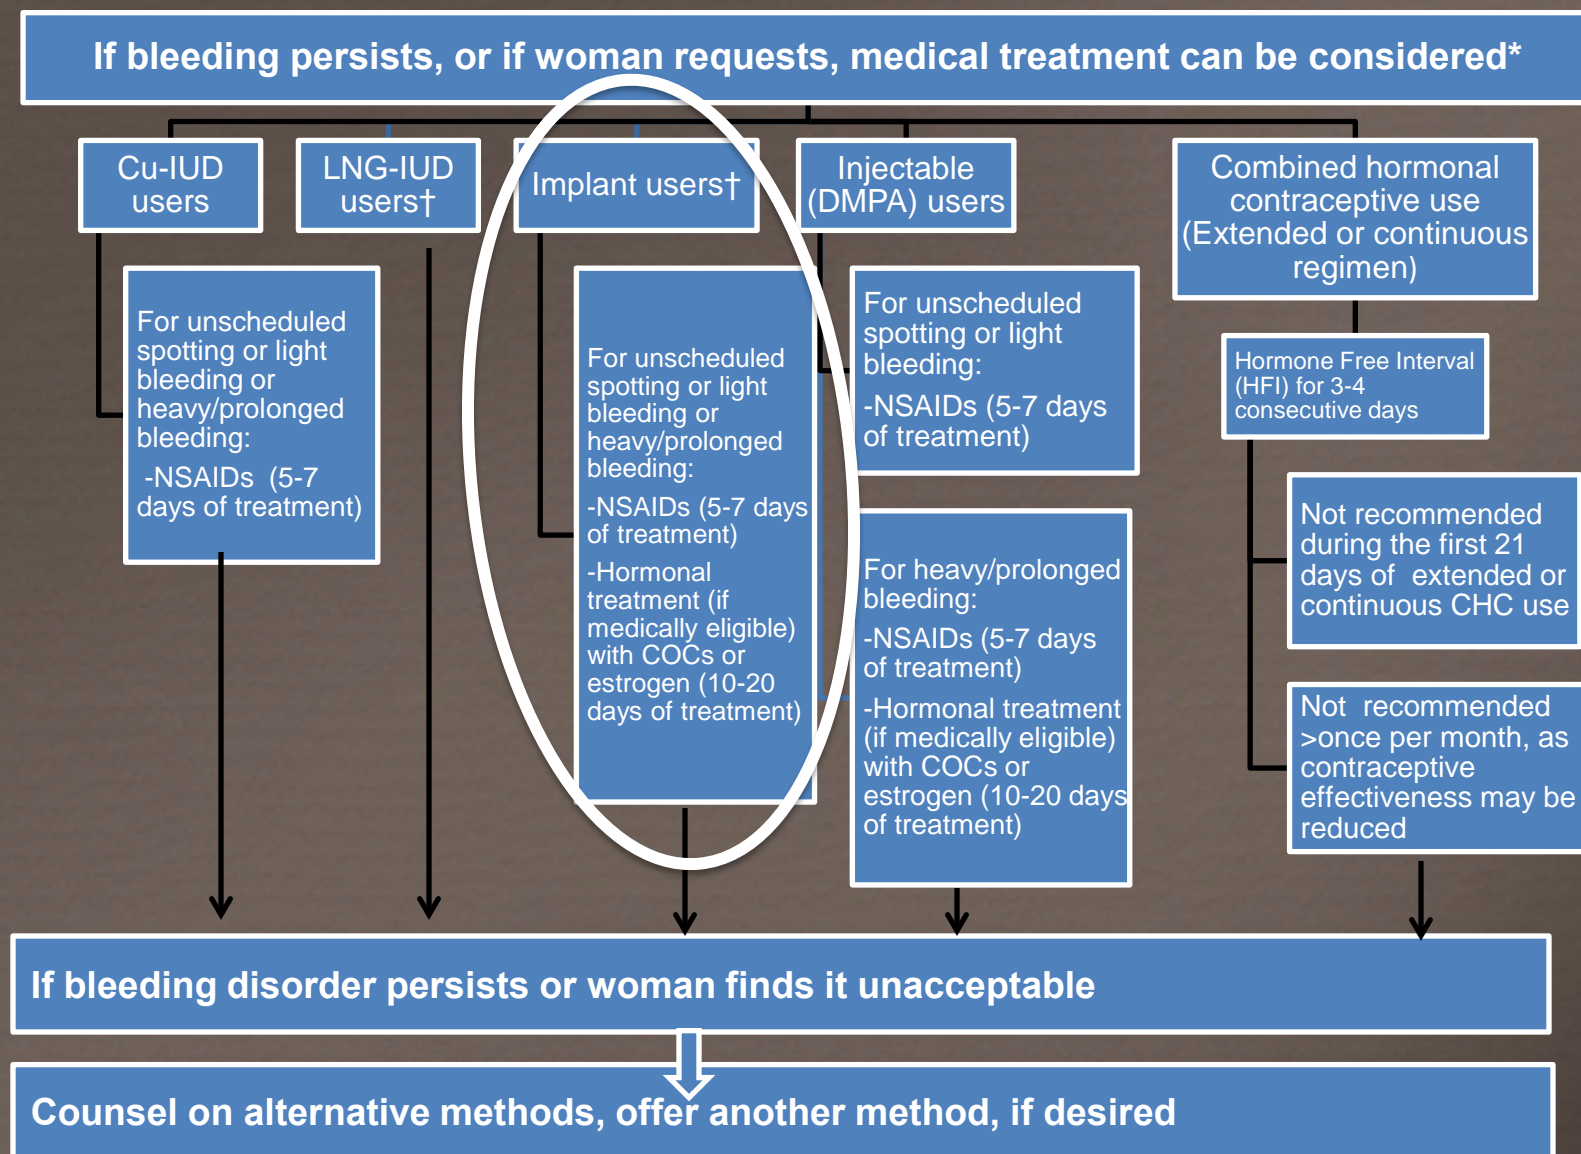 If bleeding persists, or if woman requests, medical treatment can be considered*
Cu-IUD
users
LNG-IUD
users†
Implant users†
Injectable
(DMPA) users
Combined hormonal
contraceptive use
(Extended or continuous
regimen)
For unscheduled
spotting or light
bleeding or
heavy/prolonged
bleeding:
-NSAIDs (5-7
days of treatment)
For unscheduled
spotting or light
bleeding or
heavy/prolonged
bleeding:
-NSAIDs (5-7 days
of treatment)
-Hormonal
treatment (if
medically eligible)
with COCs or
estrogen (10-20
days of treatment)
For unscheduled
spotting or light
bleeding:
-NSAIDs (5-7 days
of treatment)
For heavy/prolonged
bleeding:
-NSAIDs (5-7 days
of treatment)
-Hormonal treatment
(if medically eligible)
with COCs or
estrogen (10-20 days
of treatment)
Hormone Free Interval
(HFI) for 3-4
consecutive days
Not recommended
during the first 21
days of extended or
continuous CHC use
Not recommended
>once per month, as
contraceptive
effectiveness may be
reduced
If bleeding disorder persists or woman finds it unacceptable
Counsel on alternative methods, offer another method, if desired